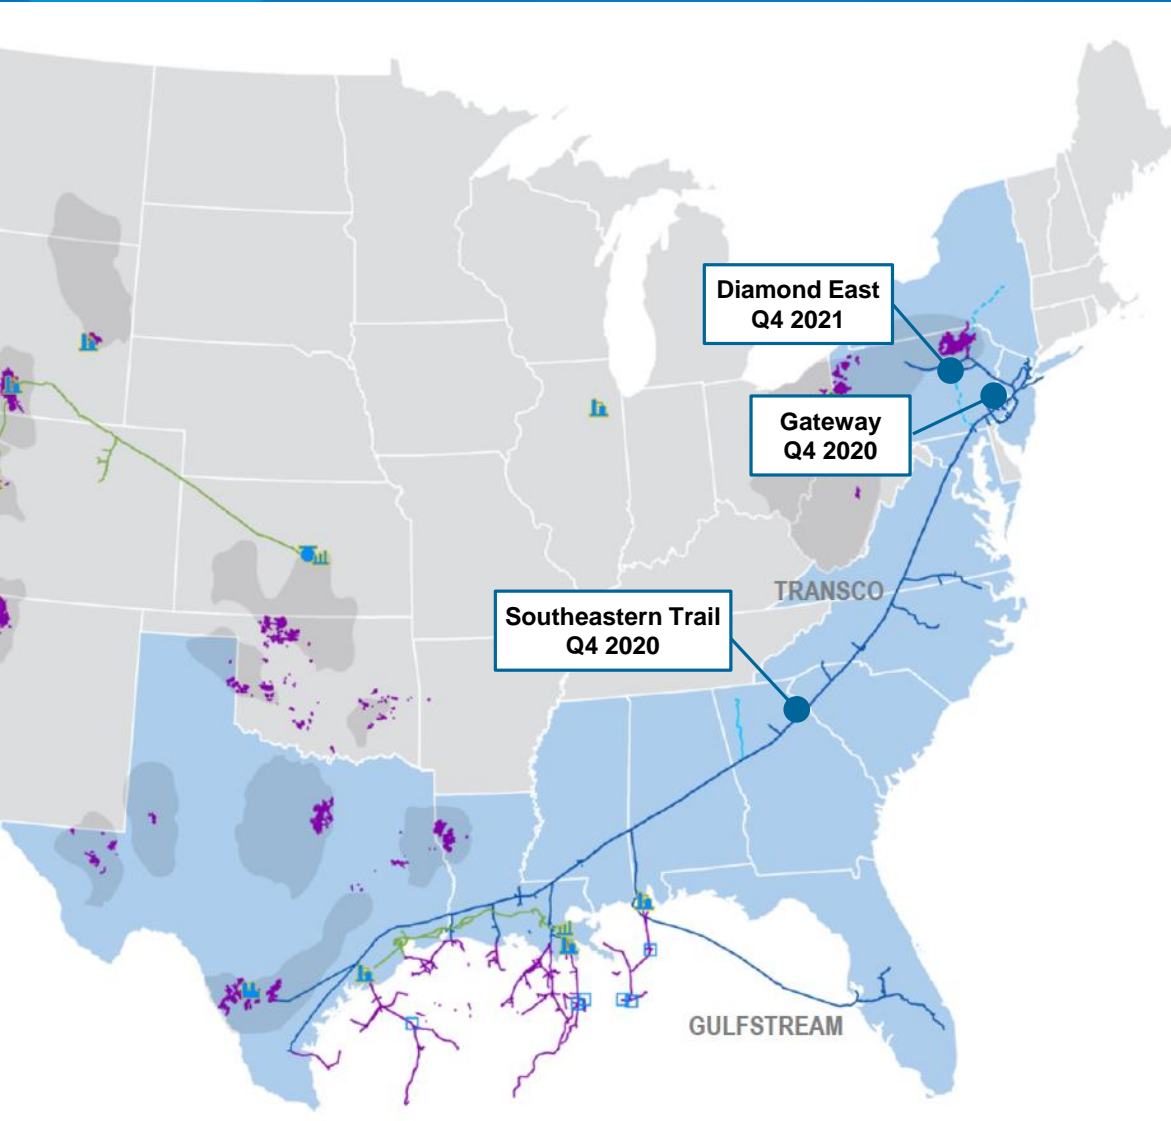 Diamond East
Q4 2021
Gateway
Q4 2020
TRANSCO
Southeastern Trail
Q4 2020
GULFSTREAM